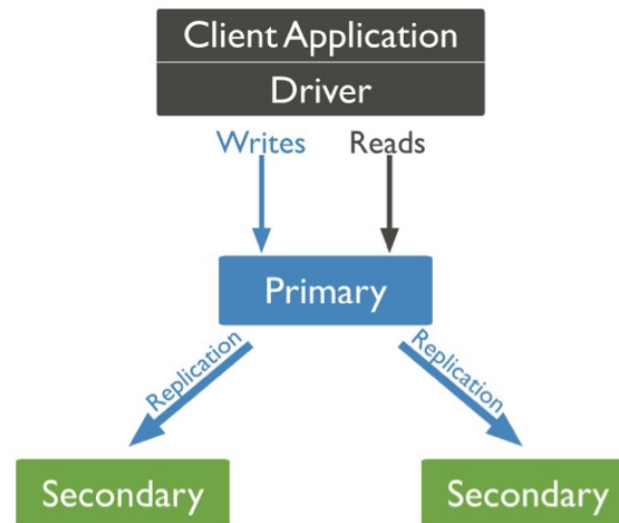 Client Application
Driver
Writes Reads
Primary
Replication
Replication
Secondary
Secondary